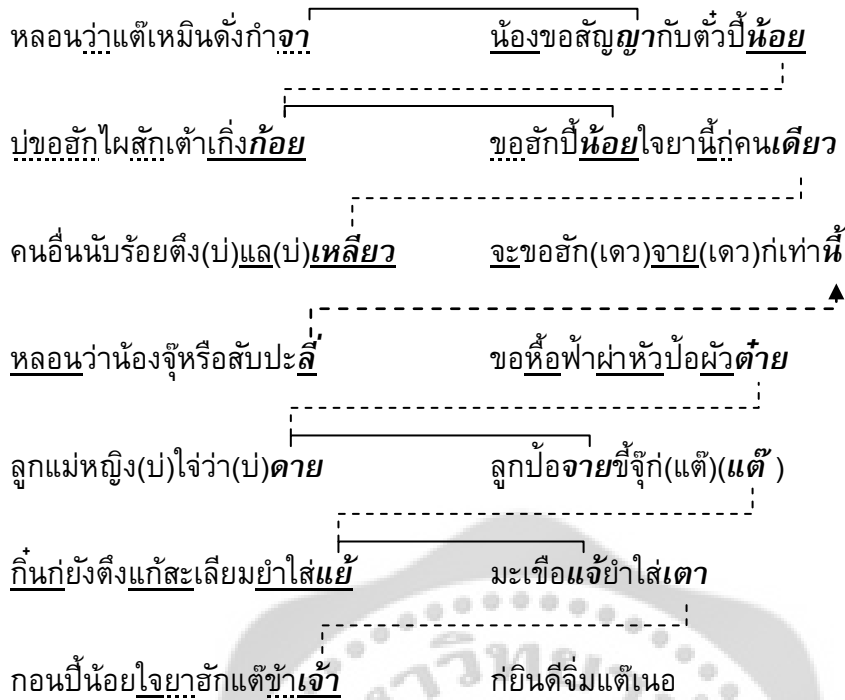 หลอนว่าแต๊เหมินดั่งกำจา น้องขอสัญญากับตั๋วปี้น้อย
บ่ขอฮักไผสักเต้าเกิ่งก้อย ขอฮักปี้น้อยใจยานี้ก่คนเดียว
คนอื่นนับร้อยตึง(บ่)แล(บ่)เหลียว จะขอฮัก(เดว)จาย(เดว)ก่เท่านี้
หลอนว่าน้องจุ๊หรือสับปะลี่ ขอหื้อฟ้าผ่าหัวป้อผัวต๋าย
ลูกแม่หญิง(บ่)ใจ่ว่า(บ่)ดาย ลูกป้อจายขี้จุ๊ก่(แต๊)(แต๊ )
กิ๋นก่ยังตึงแก้สะเลียมยำใส่แย้ มะเขือแจ้ยำใส่เตา
กอนปี้น้อยใจยาฮักแต๊ข้าเจ้า ก่ยินดีจิ่มแต๊เนอ